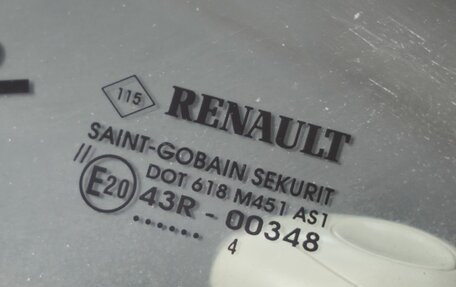 115 RENAULT
SAINT-GOBAIN SEKURIT
DOT 618 M451 AS1
E20 43R - 00348
4